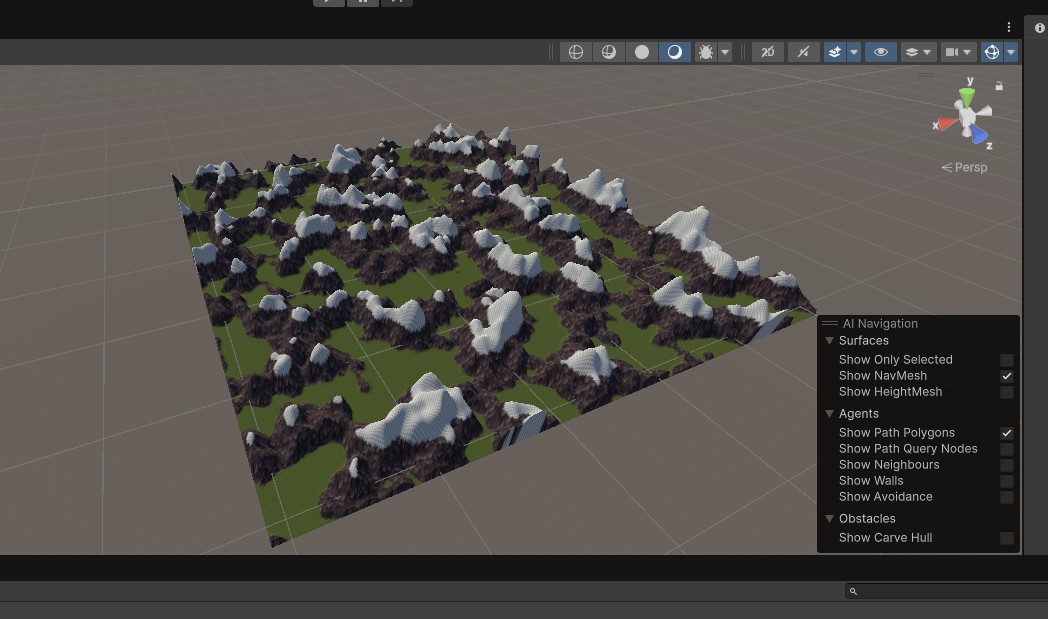 2D
y
x
z
Persp
AI Navigation
Surfaces
Show Only Selected
Show NavMesh
Show HeightMesh
Agents
Show Path Polygons
Show Path Query Nodes
Show Neighbours
Show Walls
Show Avoidance
Obstacles
Show Carve Hull